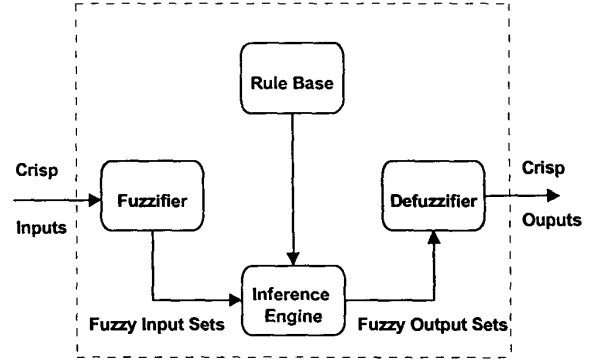 Rule Base
Crisp
Inputs
Fuzzifier
Defuzzifier
Crisp
Ouputs
Inference
Engine
Fuzzy Input Sets
Fuzzy Output Sets